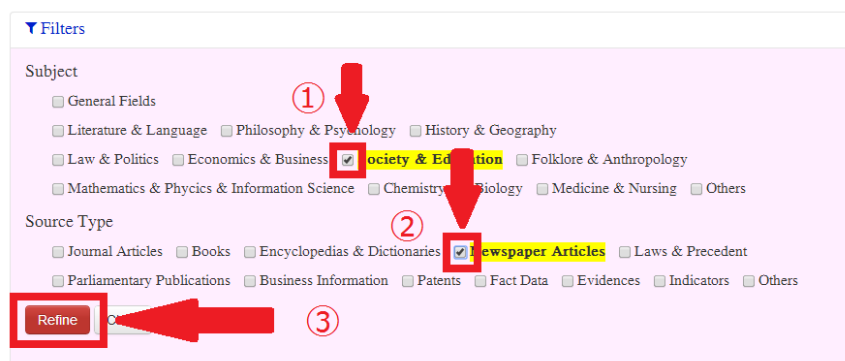 Filters
Subject
①
General Fields
Literature & Language Philosophy & Psychology History & Geography
Law & Politics Economics & Business Society & Education Folklore & Anthropology
Mathematics & Phycics & Information Science Chemistry Biology Medicine & Nursing Others
Source Type
②
Journal Articles Books Encyclopedias & Dictionaries Newspaper Articles Laws & Precedent
Parliamentary Publications Business Information Patents Fact Data Evidences Indicators Others
Refine ③